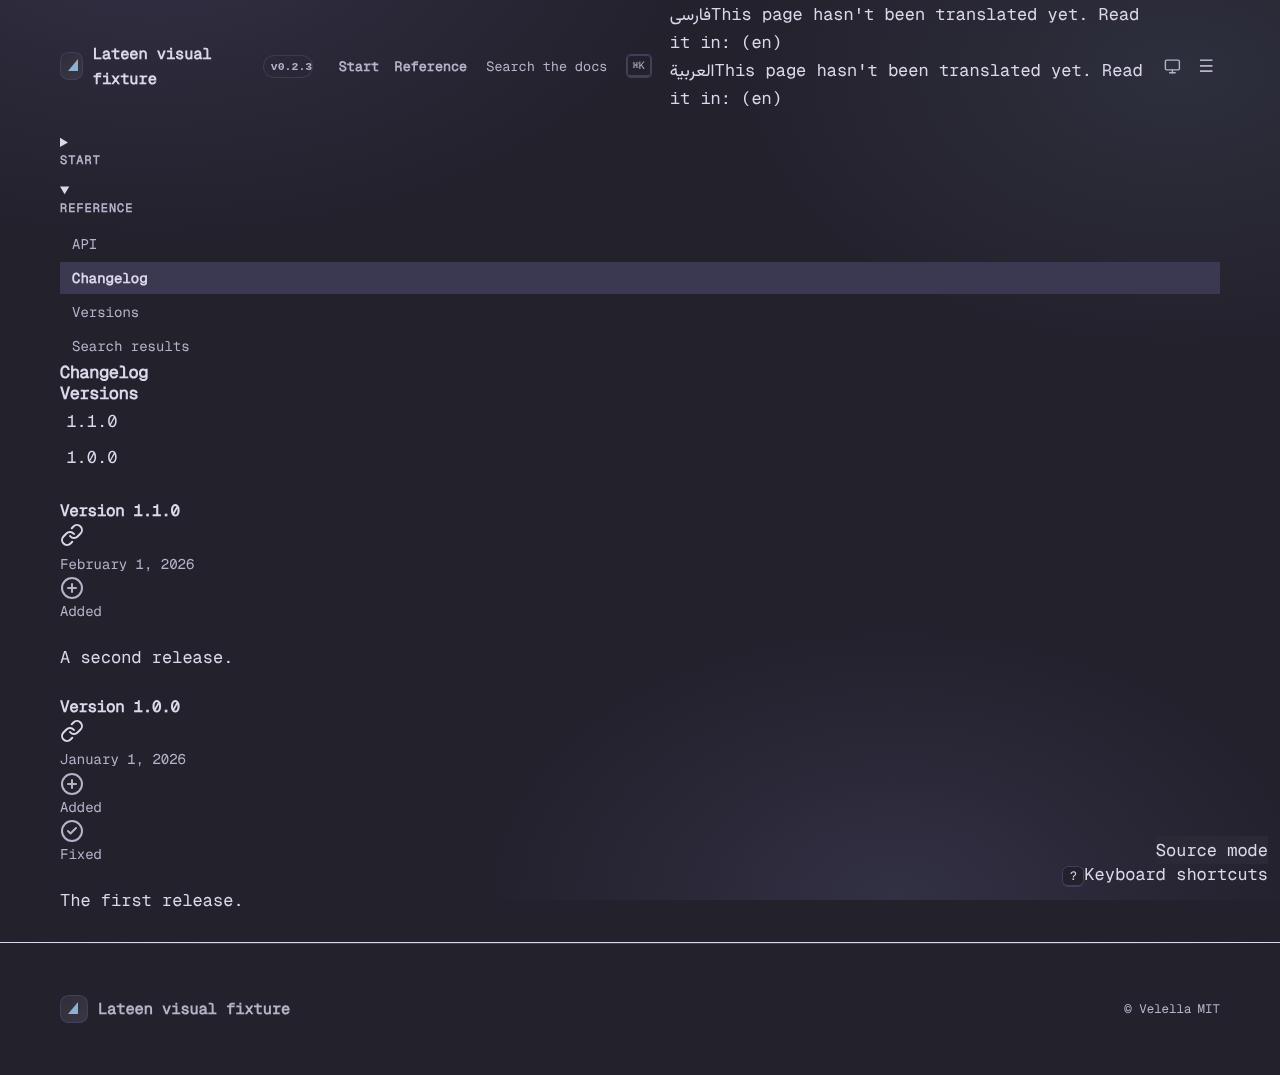 Lateen visual
fixture
v0.2.3
Start
Reference
Search the docs
⌘K
فارسیThis page hasn't been translated yet. Read
it in: (en)
العربيةThis page hasn't been translated yet. Read
it in: (en)
START
REFERENCE
API
Changelog
Versions
Search results
Changelog
Versions
1.1.0
1.0.0
Version 1.1.0
February 1, 2026
Added
A second release.
Version 1.0.0
January 1, 2026
Added
Fixed
The first release.
Source mode
? Keyboard shortcuts
Lateen visual fixture
© Velella MIT